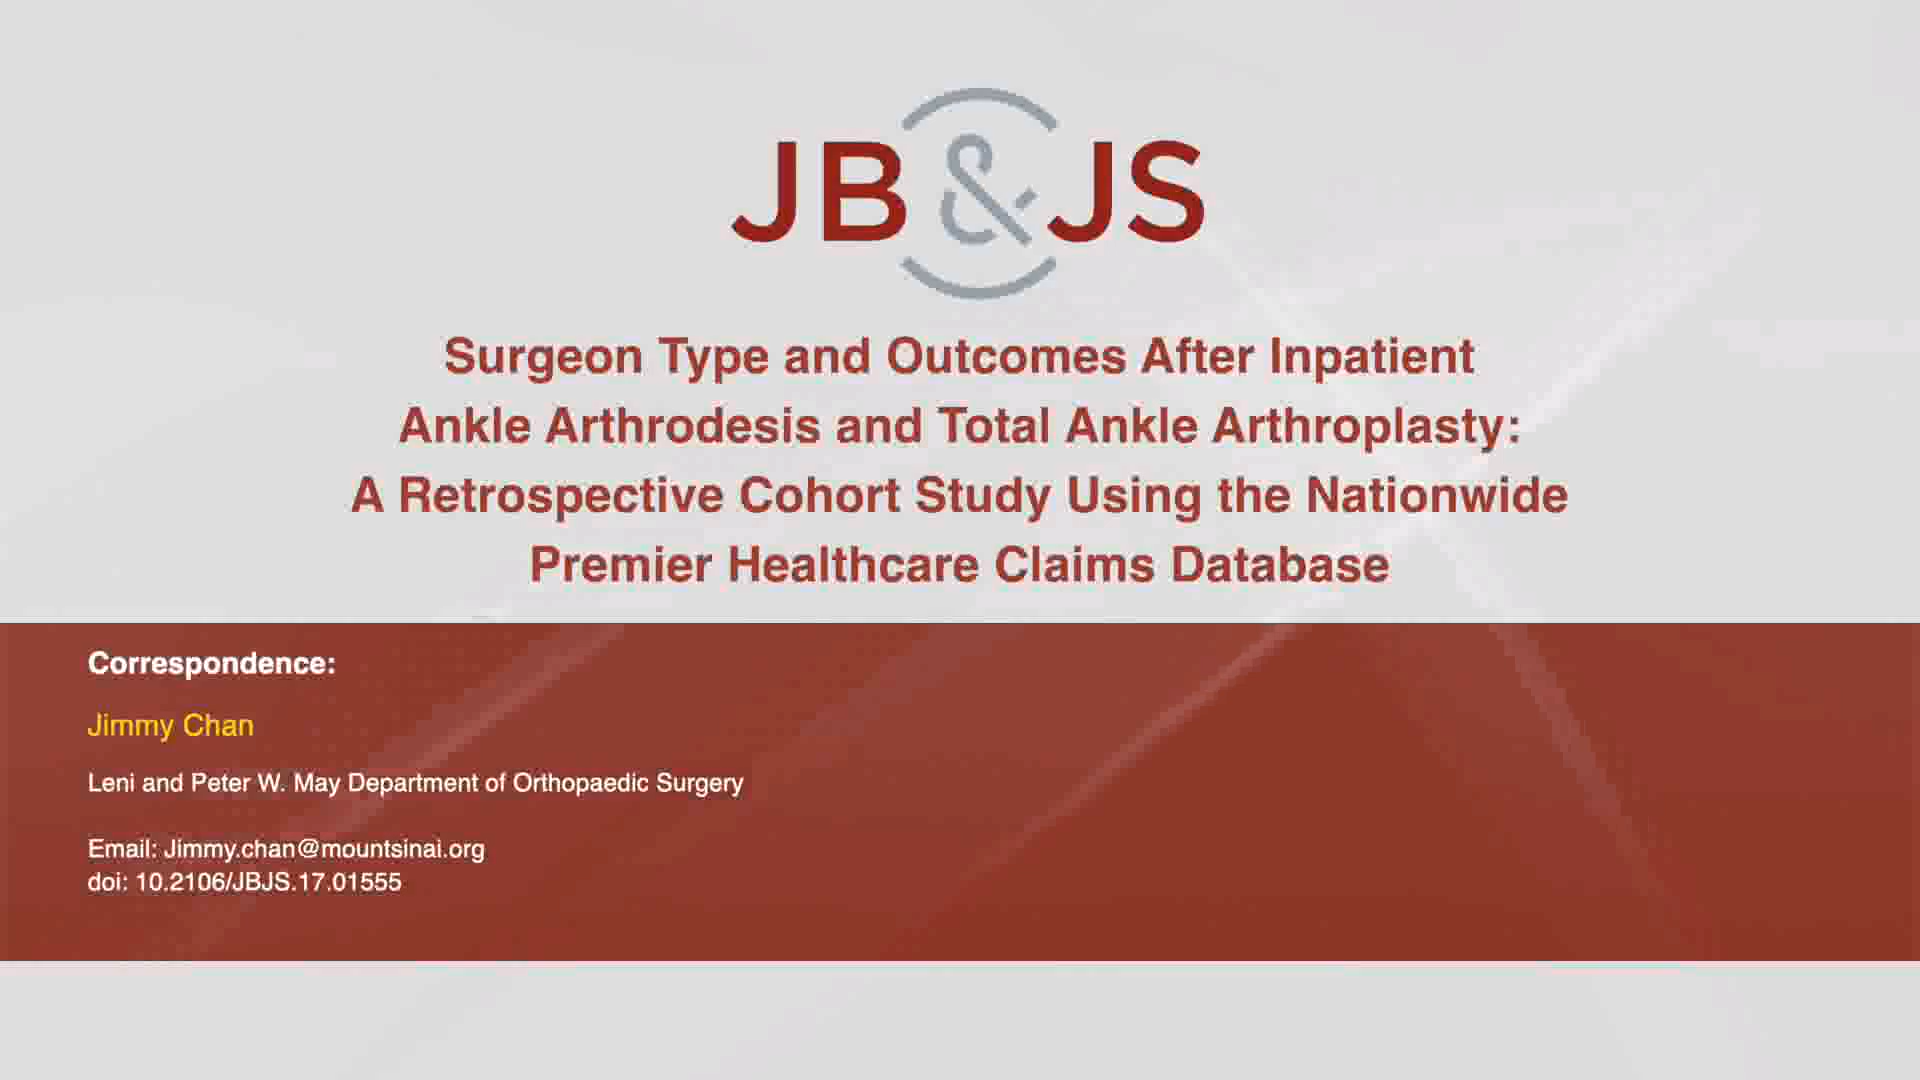 JB&JS
Surgeon Type and Outcomes After Inpatient
Ankle Arthrodesis and Total Ankle Arthroplasty:
A Retrospective Cohort Study Using the Nationwide
Premier Healthcare Claims Database
Correspondence:
Jimmy Chan
Leni and Peter W. May Department of Orthopaedic Surgery
Email: Jimmy.chan@mountsinai.org
doi: 10.2106/JBJS.17.01555